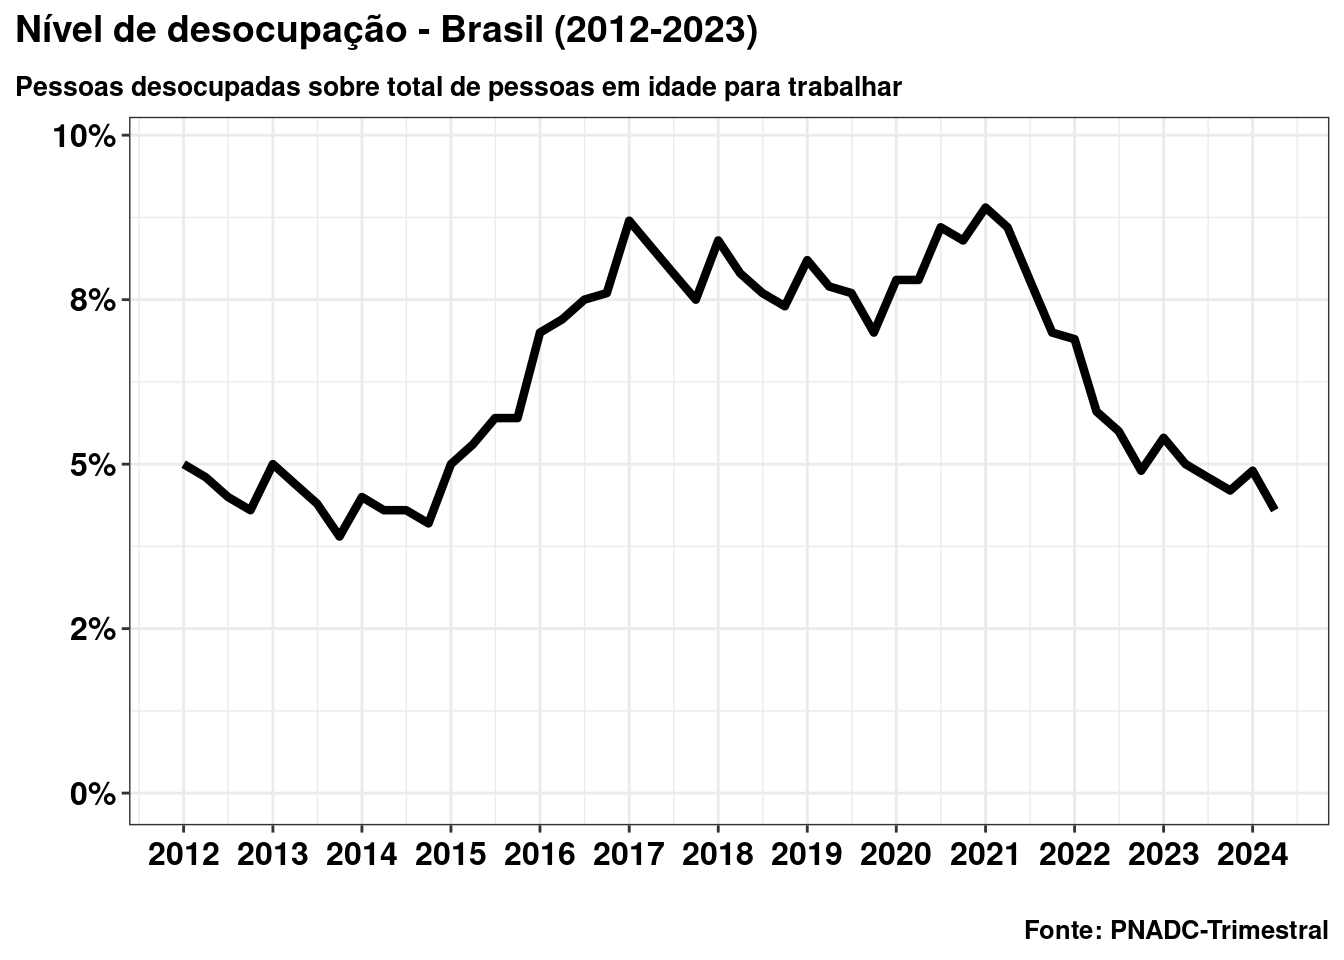 Nível de desocupação - Brasil (2012-2023)
Pessoas desocupadas sobre total de pessoas em idade para trabalhar
10%
8%
5%
2%
0%
2012 2013 2014 2015 2016 2017 2018 2019 2020 2021 2022 2023 2024
Fonte: PNADC-Trimestral